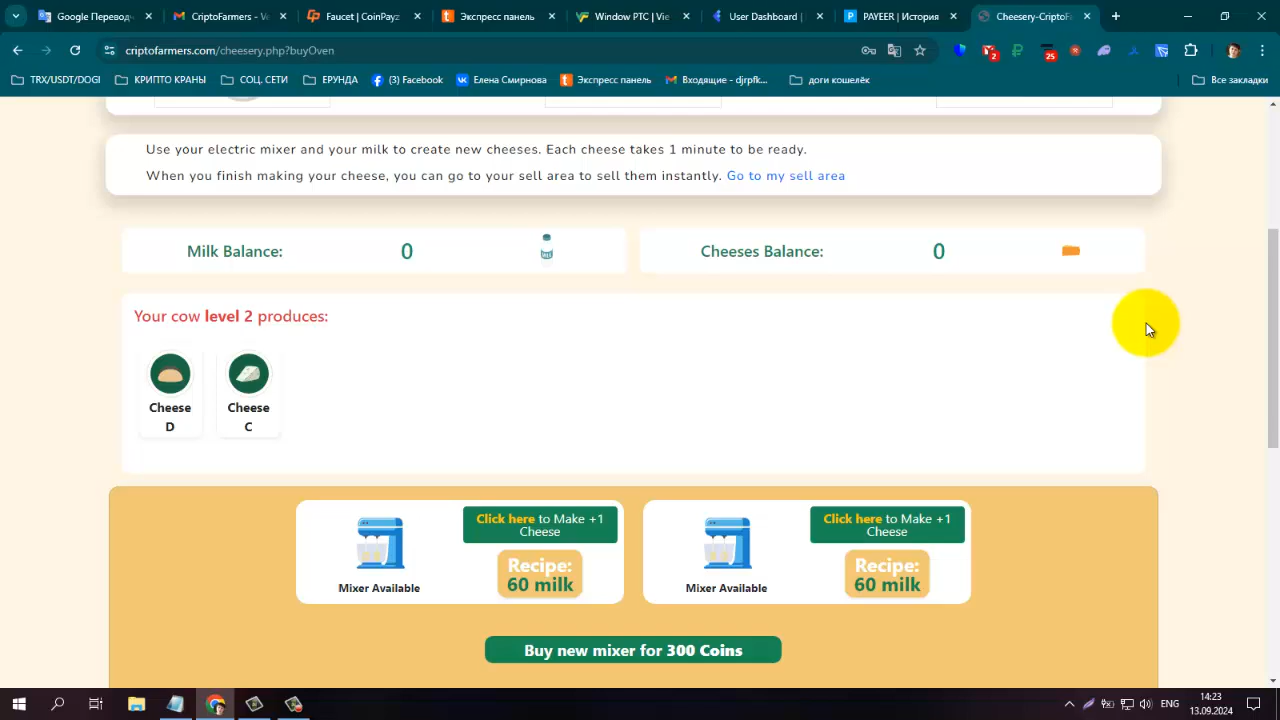 Google Переводч
CriptoFarmers - Ve
Faucet | CoinPayz
Экспресс панель
Window PTC | Vie
User Dashboard |
PAYEER | История
Cheesery-CriptoFa
criptofarmers.com/cheesery.php?buyOven
2
25
TRX/USDT/DOGI
КРИПТО КРАНЫ
СОЦ. СЕТИ
ЕРУНДА
(3) Facebook
Елена Смирнова
Экспресс панель
Входящие - djrpfk...
доги кошелёк
Все закладки
Use your electric mixer and your milk to create new cheeses. Each cheese takes 1 minute to be ready.
When you finish making your cheese, you can go to your sell area to sell them instantly. Go to my sell area
Milk Balance: 0
Cheeses Balance: 0
Your cow level 2 produces:
Cheese
D
Cheese
C
Click here to Make +1
Cheese
Recipe:
60 milk
Mixer Available
Click here to Make +1
Cheese
Recipe:
60 milk
Mixer Available
Buy new mixer for 300 Coins
ENG
14:23
13.09.2024